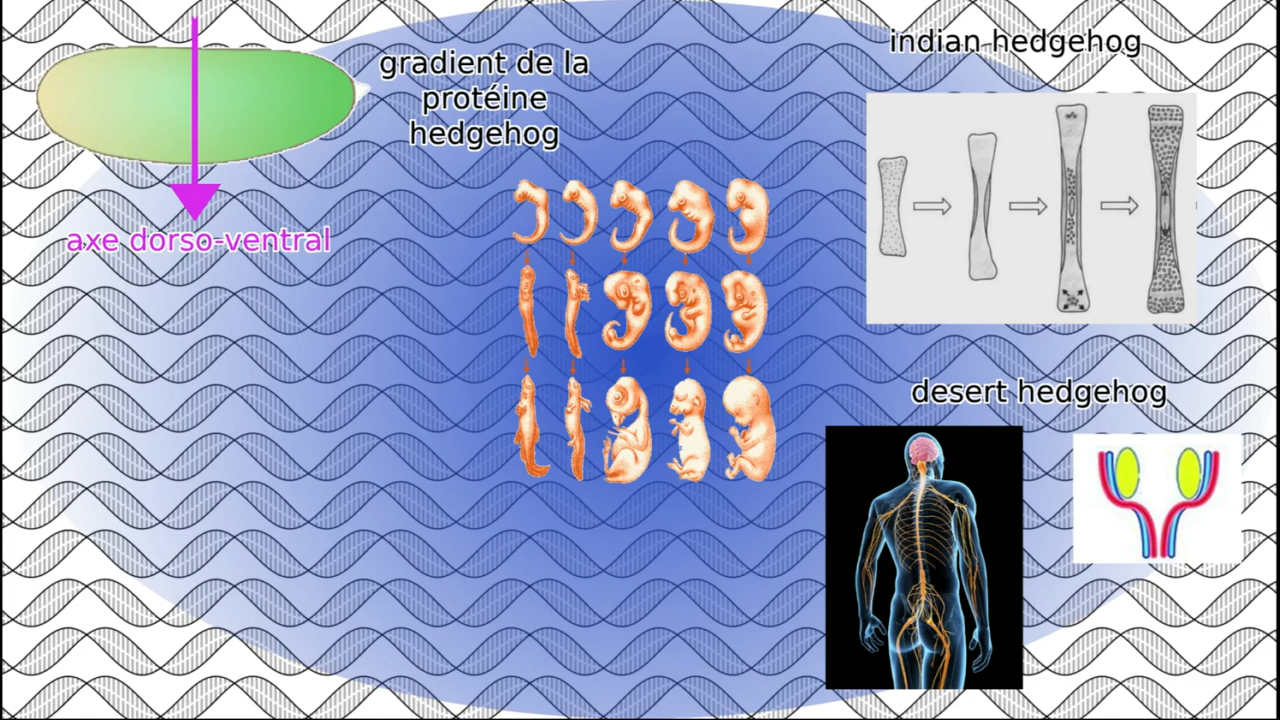 gradient de la
protéine
hedgehog
axe dorso-ventral
indian hedgehog
desert hedgehog